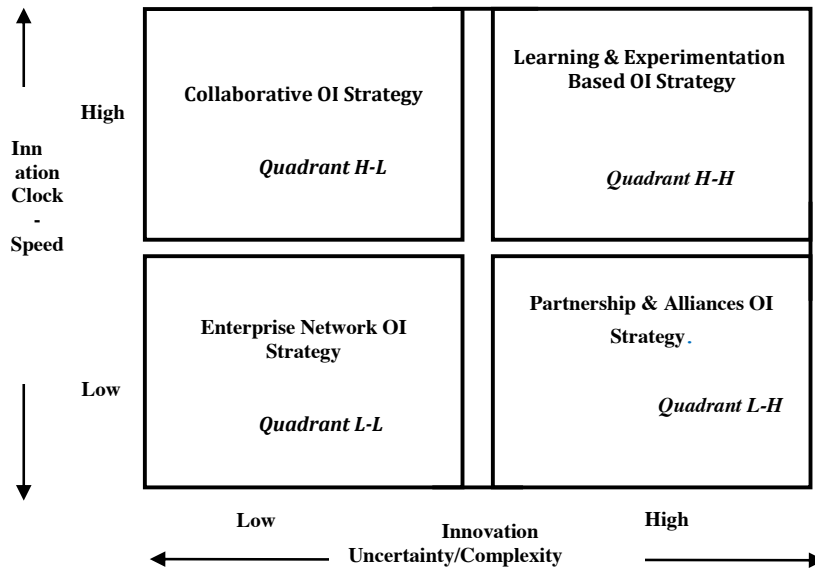 Learning & Experimentation
Based OI Strategy
Collaborative OI Strategy
High
Quadrant H-L
Quadrant H-H
Inn
ation
Clock
-
Speed
Partnership & Alliances OI
Strategy.
Enterprise Network OI
Strategy
Low
Quadrant L-H
Quadrant L-L
Low
High
Innovation
Uncertainty/Complexity